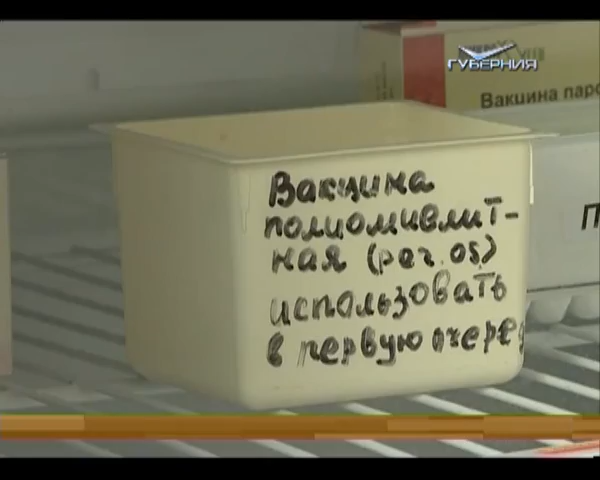 ГУБЕРНИЯ
Вакцина паро
Вакцина
полиомиелит-
ная (рег. 05)
использовать
в первую очеред
П